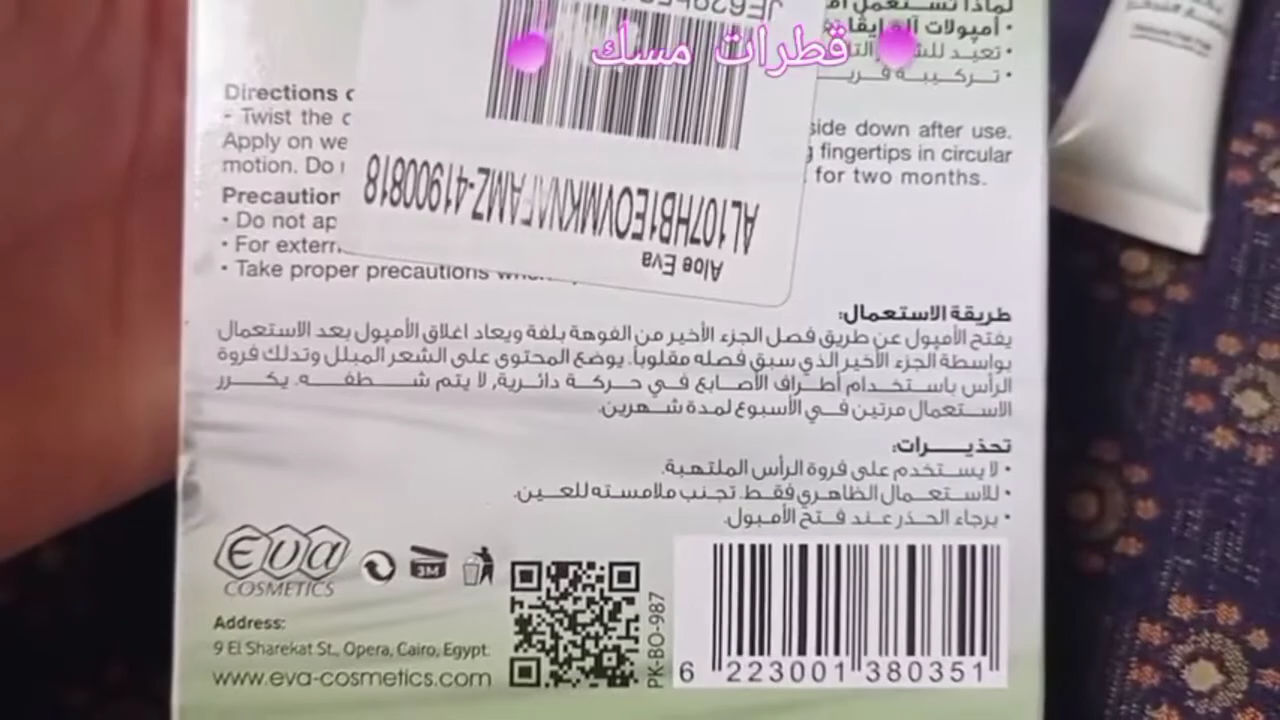 لماذا تستعمل
• أمبولات آلو إيفا
• تعيد للش
• تركيبة فريـ
قطرات مسك
Directions
- Twist the
side down after use.
Apply on we
fingertips in circular
motion. Do
for two months.
Precaution
• Do not ap
• For extern
• Take proper precautions
AL107HB1EOVMKNAFAMZ-41900818
Aloe Eva
طريقة الاستعمال:
يفتح الأمبول عن طريق فصل الجزء الأخير من الفوهة بلفة ويعاد اغلاق الأمبول بعد الاستعمال
بواسطة الجزء الأخير الذي سبق فصله مقلوباً. يوضع المحتوى على الشعر المبلل وتدلك فروة
الرأس باستخدام أطراف الأصابع في حركة دائرية, لا يتم شطفه. يكرر
الاستعمال مرتين في الأسبوع لمدة شهرين.
تحذيرات:
• لا يستخدم على فروة الرأس الملتهبة.
• للاستعمال الظاهري فقط. تجنب ملامسته للعين.
• برجاء الحذر عند فتح الأمبول.
eva
COSMETICS
3M
Address:
9 El Sharekat St., Opera, Cairo, Egypt.
www.eva-cosmetics.com
PK-BO-987
6 223001 380351